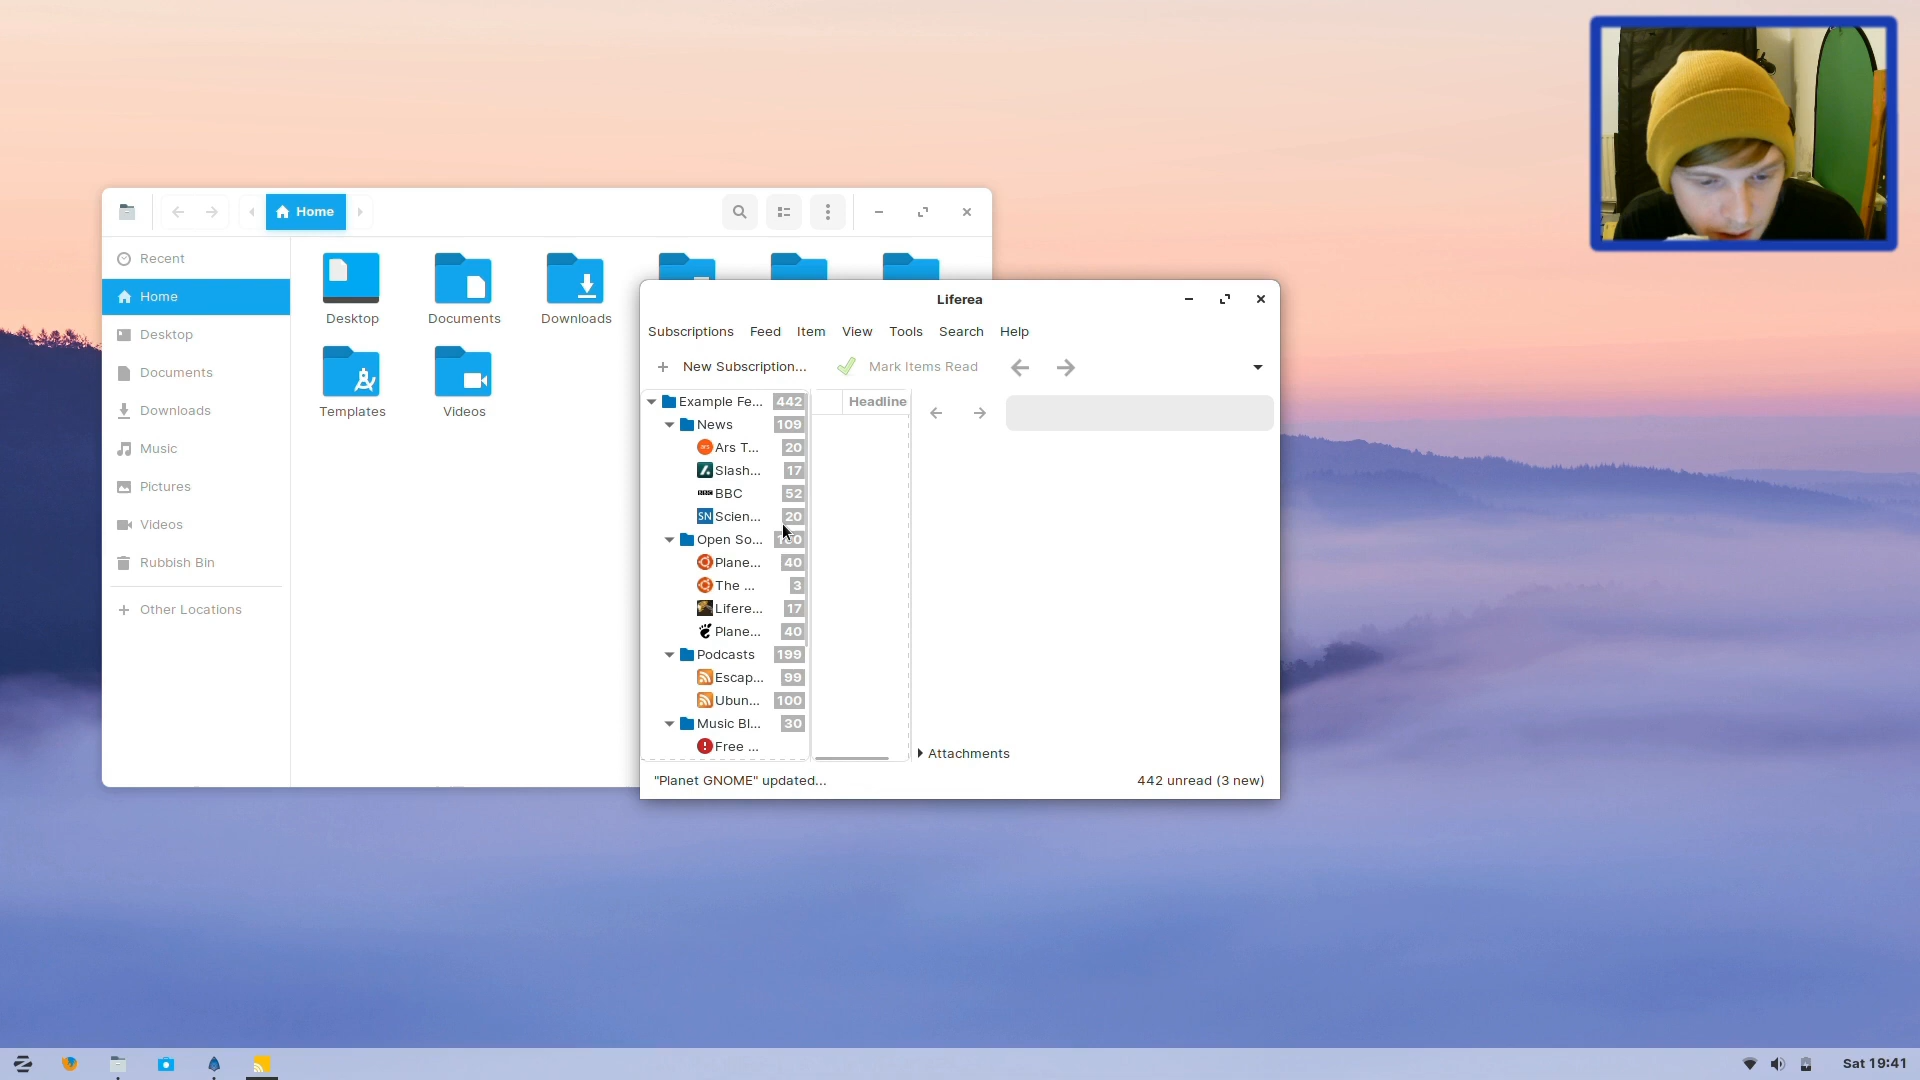 Home
Recent
Home
Desktop
Documents
Downloads
Music
Pictures
Videos
Rubbish Bin
Other Locations
Desktop
Documents
Downloads
Templates
Videos
Liferea
Subscriptions Feed Item View Tools Search Help
New Subscription... Mark Items Read
Example Fe... 442
News 109
Ars T... 20
Slash... 17
BBC BBC 52
SN Scien... 20
Open So...
Plane... 40
The ... 3
Lifere... 17
Plane... 40
Podcasts 199
Escap... 99
Ubun... 100
Music Bl... 30
Free ...
Headline
Attachments
"Planet GNOME" updated... 442 unread (3 new)
Sat 19:41